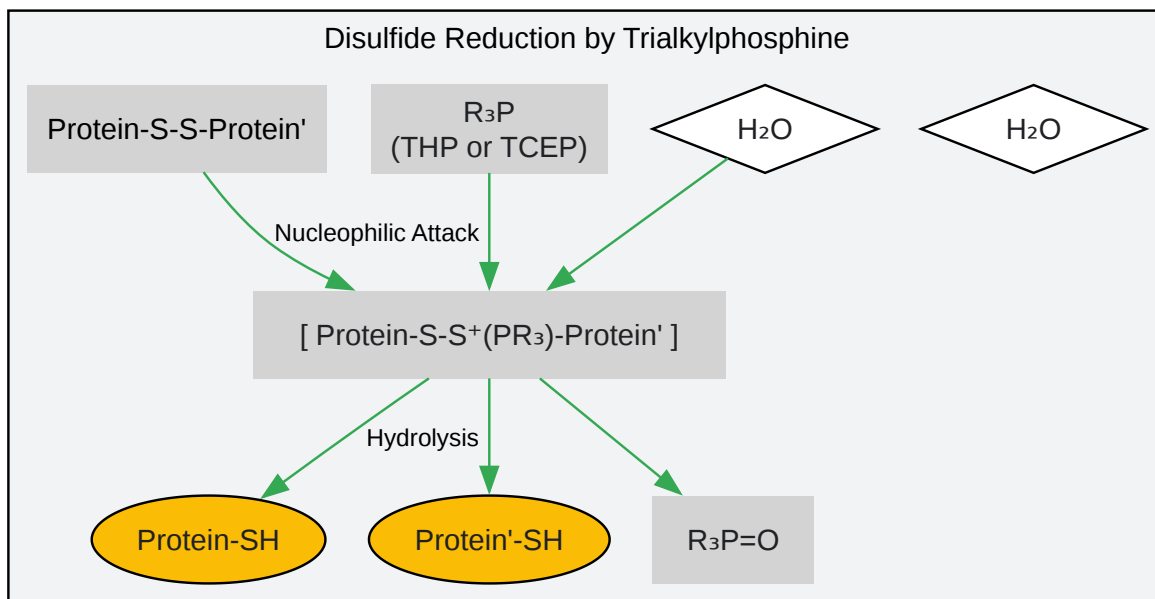 Disulfide Reduction by Trialkylphosphine
Protein-S-S-Protein'
R₃P
(THP or TCEP)
H₂O
H₂O
Nucleophilic Attack
[ Protein-S-S⁺(PR₃)-Protein' ]
Hydrolysis
Protein-SH
Protein'-SH
R₃P=O